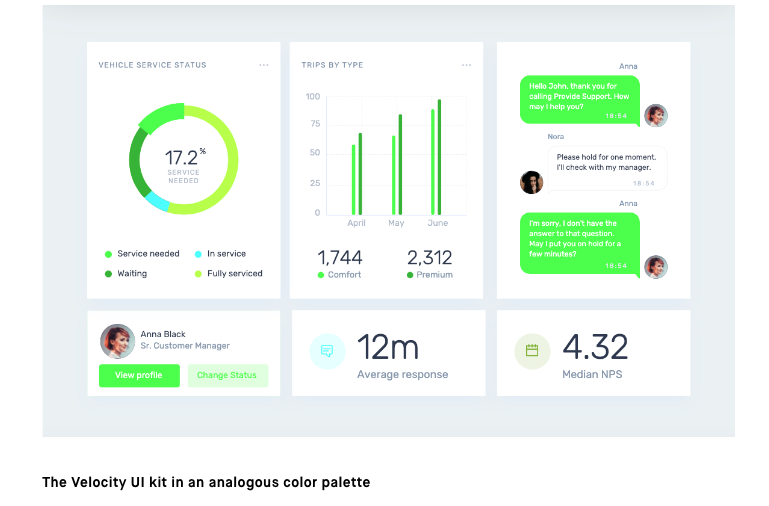 VEHICLE SERVICE STATUS
17.2%
SERVICE
NEEDED
Service needed
In service
Waiting
Fully serviced
TRIPS BY TYPE
100
75
50
25
0
April May June
1,744
Comfort
2,312
Premium
Anna
Hello John, thank you for
calling Provide Support. How
may I help you?
18:54
Nora
Please hold for one moment,
I'll check with my manager.
18:54
Anna
I'm sorry, I don't have the
answer to that question.
May I put you on hold for a
few minutes?
18:54
Anna Black
Sr. Customer Manager
View profile
Change Status
12m
Average response
4.32
Median NPS
The Velocity UI kit in an analogous color palette